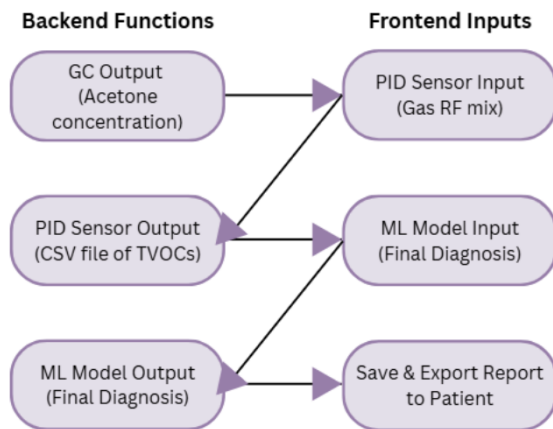 Backend Functions
Frontend Inputs
GC Output
(Acetone
concentration)
PID Sensor Input
(Gas RF mix)
PID Sensor Output
(CSV file of TVOCs)
ML Model Input
(Final Diagnosis)
ML Model Output
(Final Diagnosis)
Save & Export Report
to Patient